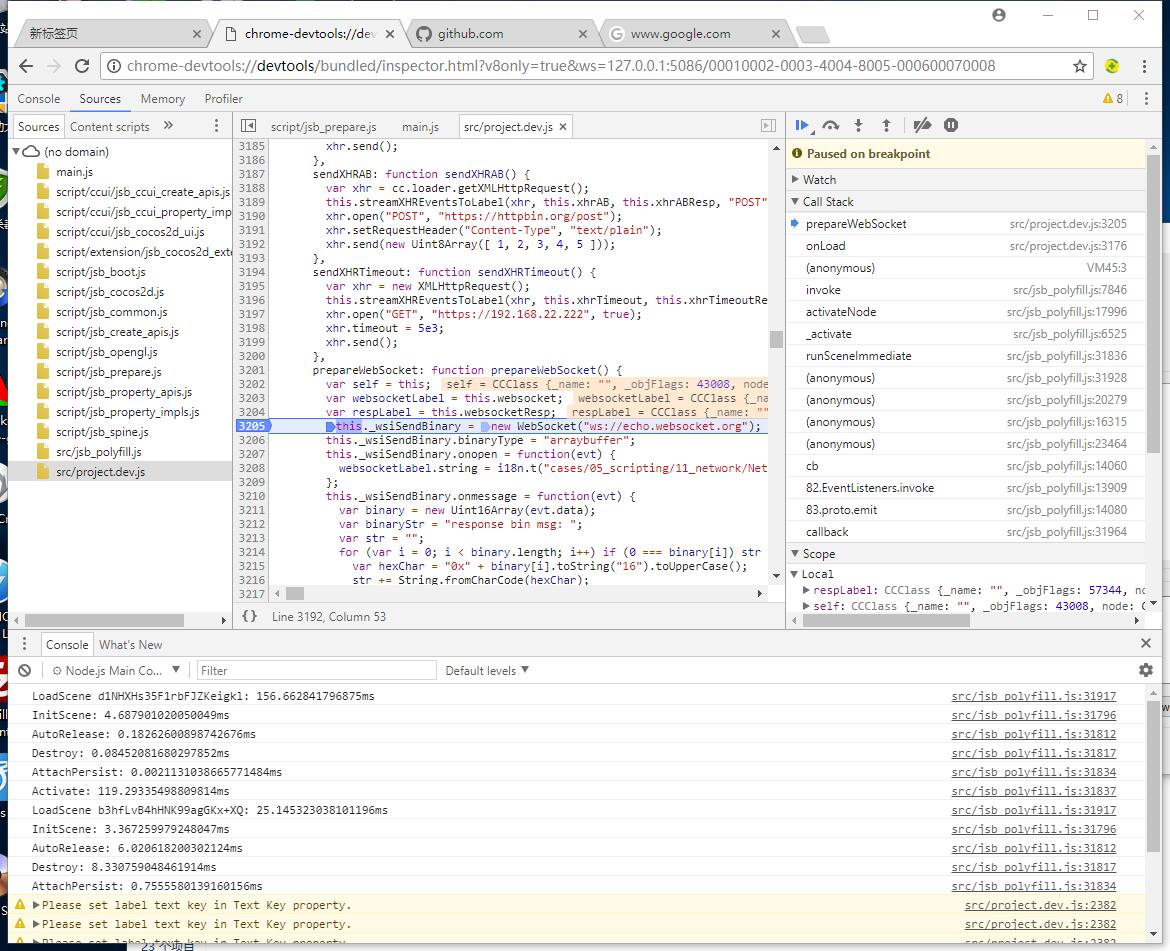 新标签页
chrome-devtools://dev
github.com
www.google.com
chrome-devtools://devtools/bundled/inspector.html?v8only=true&ws=127.0.0.1:5086/00010002-0003-4004-8005-000600070008
Console Sources Memory Profiler 8
Sources Content scripts »
script/jsb_prepare.js main.js src/project.dev.js
(no domain)
main.js
script/ccui/jsb_ccui_create_apis.js
script/ccui/jsb_ccui_property_imp
script/ccui/jsb_cocos2d_ui.js
script/extension/jsb_cocos2d_exte
script/jsb_boot.js
script/jsb_cocos2d.js
script/jsb_common.js
script/jsb_create_apis.js
script/jsb_opengl.js
script/jsb_prepare.js
script/jsb_property_apis.js
script/jsb_property_impls.js
script/jsb_spine.js
src/jsb_polyfill.js
src/project.dev.js
3185 xhr.send();
3186 },
3187 sendXHRAB: function sendXHRAB() {
3188 var xhr = cc.loader.getXMLHttpRequest();
3189 this.streamXHREventsToLabel(xhr, this.xhrAB, this.xhrABResp, "POST"
3190 xhr.open("POST", "https://httpbin.org/post");
3191 xhr.setRequestHeader("Content-Type", "text/plain");
3192 xhr.send(new Uint8Array([ 1, 2, 3, 4, 5 ]));
3193 },
3194 sendXHRTimeout: function sendXHRTimeout() {
3195 var xhr = new XMLHttpRequest();
3196 this.streamXHREventsToLabel(xhr, this.xhrTimeout, this.xhrTimeoutRe
3197 xhr.open("GET", "https://192.168.22.222", true);
3198 xhr.timeout = 5e3;
3199 xhr.send();
3200 },
3201 prepareWebSocket: function prepareWebSocket() {
3202 var self = this; self = CCClass {_name: "", _objFlags: 43008, node
3203 var websocketLabel = this.websocket; websocketLabel = CCClass {_na
3204 var respLabel = this.websocketResp; respLabel = CCClass {_name: ""
3205 this._wsiSendBinary = new WebSocket("ws://echo.websocket.org");
3206 this._wsiSendBinary.binaryType = "arraybuffer";
3207 this._wsiSendBinary.onopen = function(evt) {
3208 websocketLabel.string = i18n.t("cases/05_scripting/11_network/Net
3209 };
3210 this._wsiSendBinary.onmessage = function(evt) {
3211 var binary = new Uint16Array(evt.data);
3212 var binaryStr = "response bin msg: ";
3213 var str = "";
3214 for (var i = 0; i < binary.length; i++) if (0 === binary[i]) str
3215 var hexChar = "0x" + binary[i].toString("16").toUpperCase();
3216 str += String.fromCharCode(hexChar);
3217
{} Line 3192, Column 53
Paused on breakpoint
Watch
Call Stack
prepareWebSocket src/project.dev.js:3205
onLoad src/project.dev.js:3176
(anonymous) VM45:3
invoke src/jsb_polyfill.js:7846
activateNode src/jsb_polyfill.js:17996
_activate src/jsb_polyfill.js:6525
runSceneImmediate src/jsb_polyfill.js:31836
(anonymous) src/jsb_polyfill.js:31928
(anonymous) src/jsb_polyfill.js:20279
(anonymous) src/jsb_polyfill.js:16315
(anonymous) src/jsb_polyfill.js:23464
cb src/jsb_polyfill.js:14060
82.EventListeners.invoke src/jsb_polyfill.js:13909
83.proto.emit src/jsb_polyfill.js:14080
callback src/jsb_polyfill.js:31964
Scope
Local
respLabel: CCClass {_name: "", _objFlags: 57344, no
self: CCClass {_name: "", _objFlags: 43008, node: C
Console What's New
Node.js Main Co... Filter Default levels
LoadScene d1NHXHs35F1rbFJZKeigkl: 156.662841796875ms src/jsb_polyfill.js:31917
InitScene: 4.687901020050049ms src/jsb_polyfill.js:31796
AutoRelease: 0.18262600898742676ms src/jsb_polyfill.js:31812
Destroy: 0.08452081680297852ms src/jsb_polyfill.js:31817
AttachPersist: 0.0021131038665771484ms src/jsb_polyfill.js:31834
Activate: 119.29335498809814ms src/jsb_polyfill.js:31837
LoadScene b3hfLvB4hHNK99agGKx+XQ: 25.145323038101196ms src/jsb_polyfill.js:31917
InitScene: 3.367259979248047ms src/jsb_polyfill.js:31796
AutoRelease: 6.020618200302124ms src/jsb_polyfill.js:31812
Destroy: 8.330759048461914ms src/jsb_polyfill.js:31817
AttachPersist: 0.7555580139160156ms src/jsb_polyfill.js:31834
Please set label text key in Text Key property. src/project.dev.js:2382
Please set label text key in Text Key property. src/project.dev.js:2382
Please set label text key in Text Key property. src/project.dev.js:2382
23 个项目